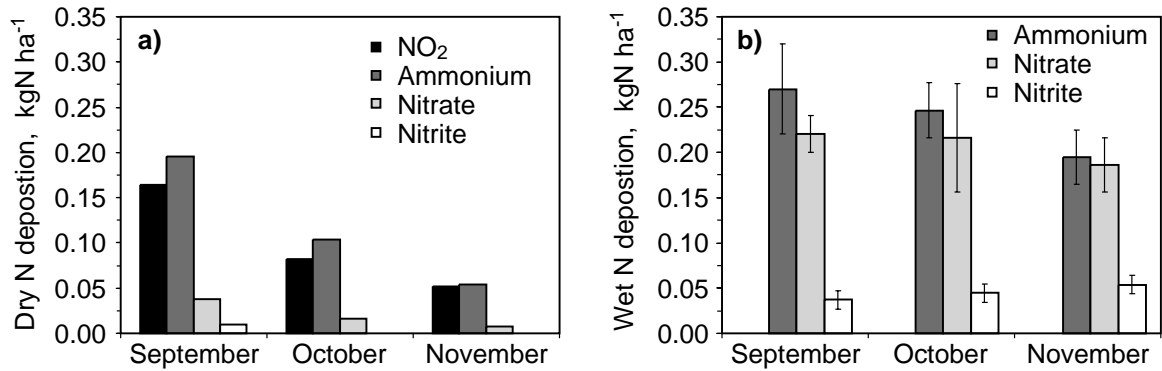 a)
Dry N depostion, kgN ha-1
0.35
0.30
0.25
0.20
0.15
0.10
0.05
0.00
NO2
Ammonium
Nitrate
Nitrite
September October November
b)
Wet N depostion, kgN ha-1
0.35
0.30
0.25
0.20
0.15
0.10
0.05
0.00
Ammonium
Nitrate
Nitrite
September October November